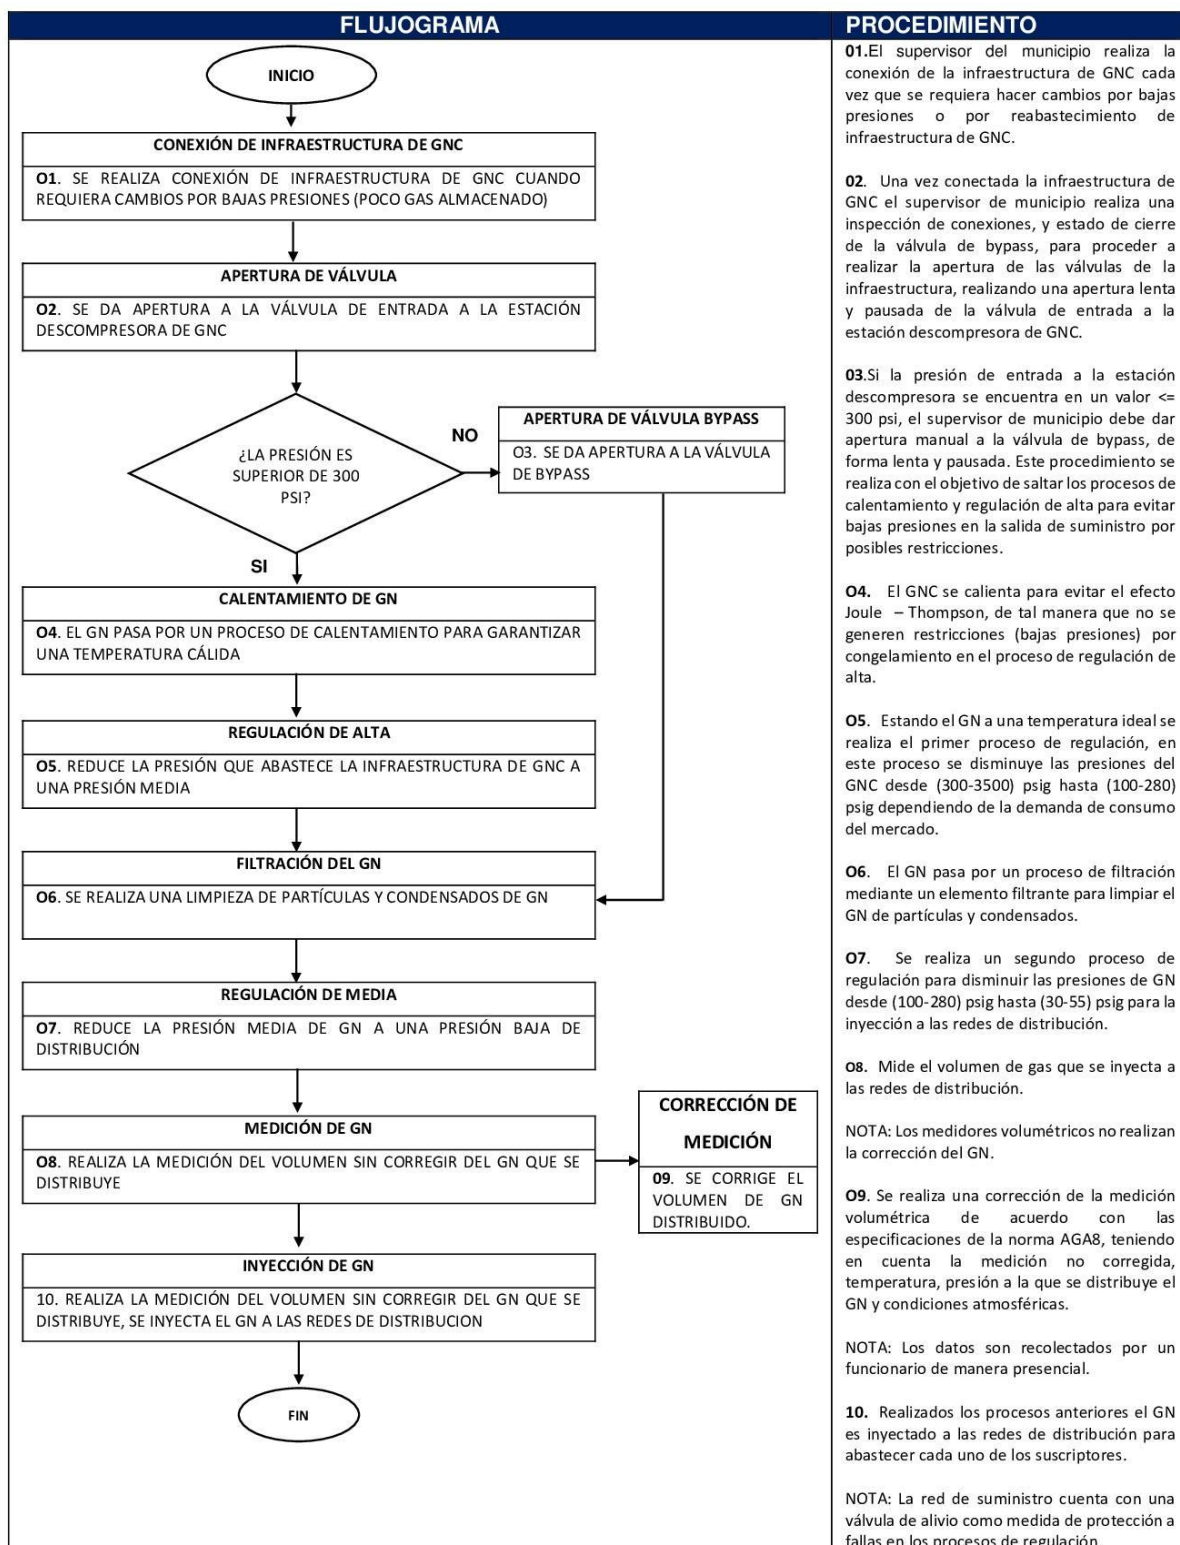 FLUJOGRAMA
INICIO
CONEXIÓN DE INFRAESTRUCTURA DE GNC
O1. SE REALIZA CONEXIÓN DE INFRAESTRUCTURA DE GNC CUANDO
REQUIERA CAMBIOS POR BAJAS PRESIONES (POCO GAS ALMACENADO)
APERTURA DE VÁLVULA
O2. SE DA APERTURA A LA VÁLVULA DE ENTRADA A LA ESTACIÓN
DESCOMPRESORA DE GNC
¿LA PRESIÓN ES
SUPERIOR DE 300
PSI?
NO
APERTURA DE VÁLVULA BYPASS
O3. SE DA APERTURA A LA VÁLVULA
DE BYPASS
SI
CALENTAMIENTO DE GN
O4. EL GN PASA POR UN PROCESO DE CALENTAMIENTO PARA GARANTIZAR
UNA TEMPERATURA CÁLIDA
REGULACIÓN DE ALTA
O5. REDUCE LA PRESIÓN QUE ABASTECE LA INFRAESTRUCTURA DE GNC A
UNA PRESIÓN MEDIA
FILTRACIÓN DEL GN
O6. SE REALIZA UNA LIMPIEZA DE PARTÍCULAS Y CONDENSADOS DE GN
REGULACIÓN DE MEDIA
O7. REDUCE LA PRESIÓN MEDIA DE GN A UNA PRESIÓN BAJA DE
DISTRIBUCIÓN
MEDICIÓN DE GN
O8. REALIZA LA MEDICIÓN DEL VOLUMEN SIN CORREGIR DEL GN QUE SE
DISTRIBUYE
CORRECCIÓN DE
MEDICIÓN
09. SE CORRIGE EL
VOLUMEN DE GN
DISTRIBUIDO.
INYECCIÓN DE GN
10. REALIZA LA MEDICIÓN DEL VOLUMEN SIN CORREGIR DEL GN QUE SE
DISTRIBUYE, SE INYECTA EL GN A LAS REDES DE DISTRIBUCION
FIN
PROCEDIMIENTO
01.El supervisor del municipio realiza la
conexión de la infraestructura de GNC cada
vez que se requiera hacer cambios por bajas
presiones o por reabastecimiento de
infraestructura de GNC.
02. Una vez conectada la infraestructura de
GNC el supervisor de municipio realiza una
inspección de conexiones, y estado de cierre
de la válvula de bypass, para proceder a
realizar la apertura de las válvulas de la
infraestructura, realizando una apertura lenta
y pausada de la válvula de entrada a la
estación descompresora de GNC.
03.Si la presión de entrada a la estación
descompresora se encuentra en un valor <=
300 psi, el supervisor de municipio debe dar
apertura manual a la válvula de bypass, de
forma lenta y pausada. Este procedimiento se
realiza con el objetivo de saltar los procesos de
calentamiento y regulación de alta para evitar
bajas presiones en la salida de suministro por
posibles restricciones.
O4. El GNC se calienta para evitar el efecto
Joule – Thompson, de tal manera que no se
generen restricciones (bajas presiones) por
congelamiento en el proceso de regulación de
alta.
O5. Estando el GN a una temperatura ideal se
realiza el primer proceso de regulación, en
este proceso se disminuye las presiones del
GNC desde (300-3500) psig hasta (100-280)
psig dependiendo de la demanda de consumo
del mercado.
O6. El GN pasa por un proceso de filtración
mediante un elemento filtrante para limpiar el
GN de partículas y condensados.
O7. Se realiza un segundo proceso de
regulación para disminuir las presiones de GN
desde (100-280) psig hasta (30-55) psig para la
inyección a las redes de distribución.
O8. Mide el volumen de gas que se inyecta a
las redes de distribución.
NOTA: Los medidores volumétricos no realizan
la corrección del GN.
O9. Se realiza una corrección de la medición
volumétrica de acuerdo con las
especificaciones de la norma AGA8, teniendo
en cuenta la medición no corregida,
temperatura, presión a la que se distribuye el
GN y condiciones atmosféricas.
NOTA: Los datos son recolectados por un
funcionario de manera presencial.
10. Realizados los procesos anteriores el GN
es inyectado a las redes de distribución para
abastecer cada uno de los suscriptores.
NOTA: La red de suministro cuenta con una
válvula de alivio como medida de protección a
fallas en los procesos de regulación